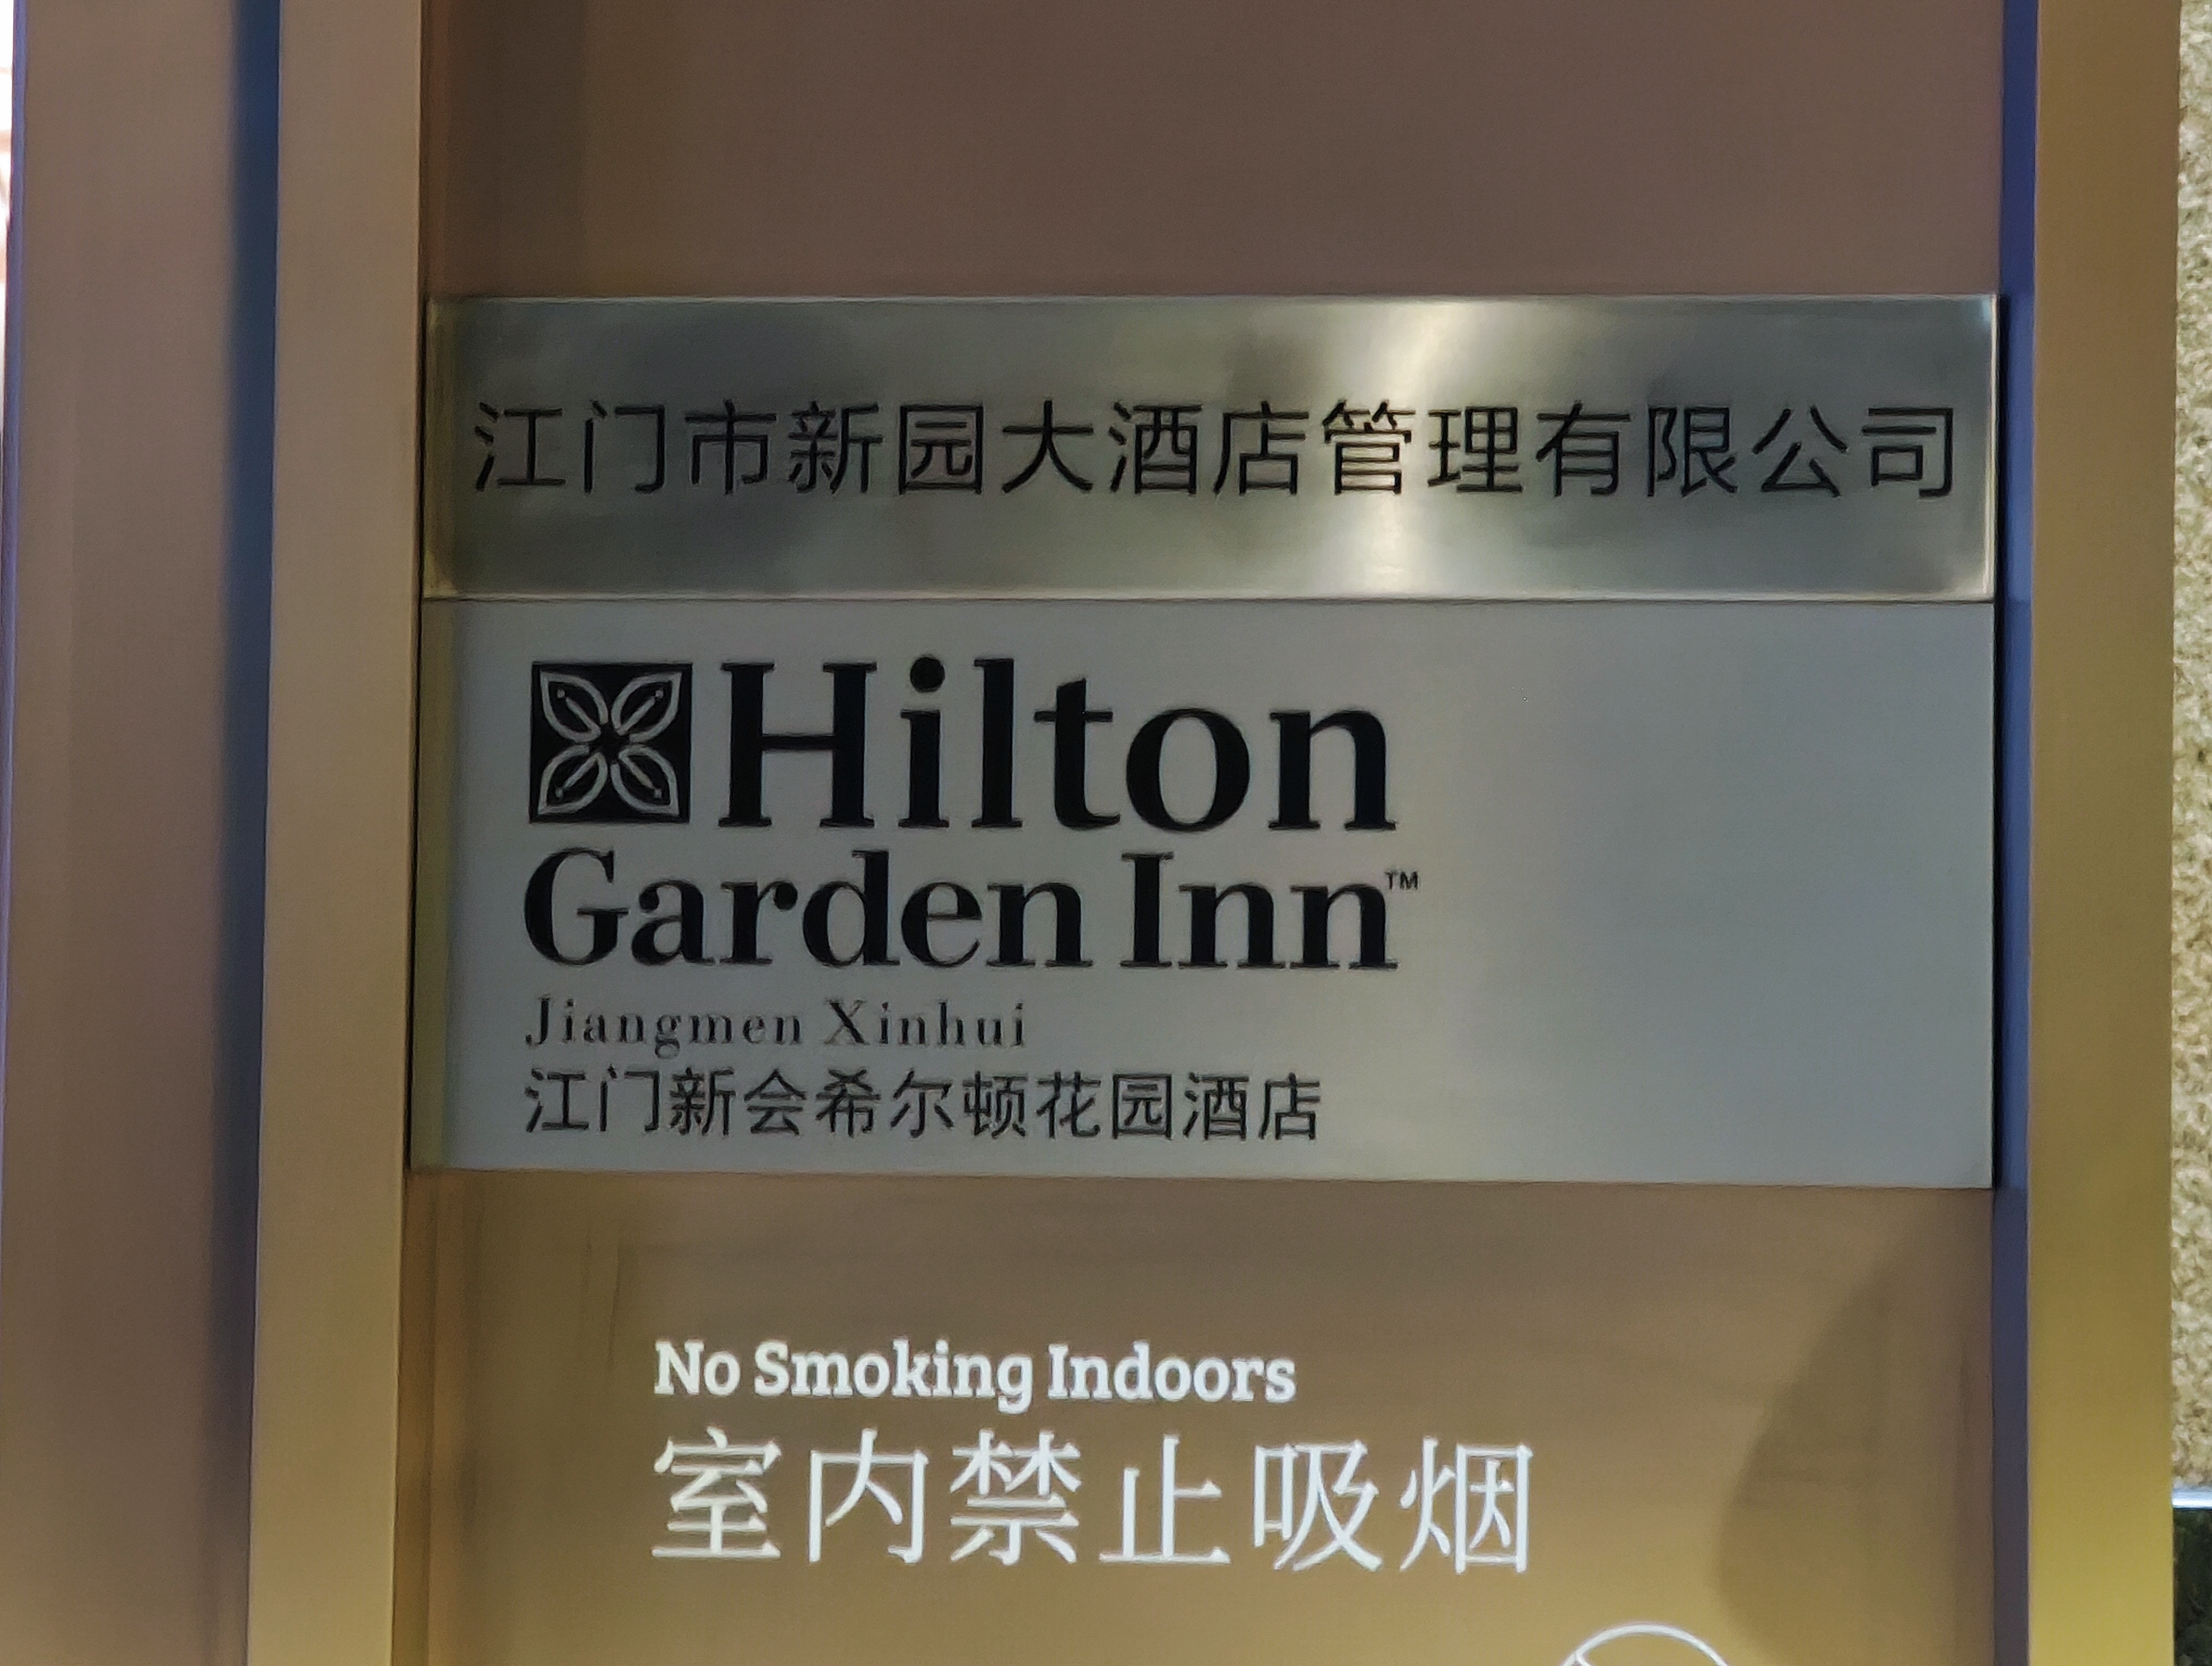 江门市新园大酒店管理有限公司
Hilton
Garden Inn™
Jiangmen Xinhui
江门新会希尔顿花园酒店
No Smoking Indoors
室内禁止吸烟